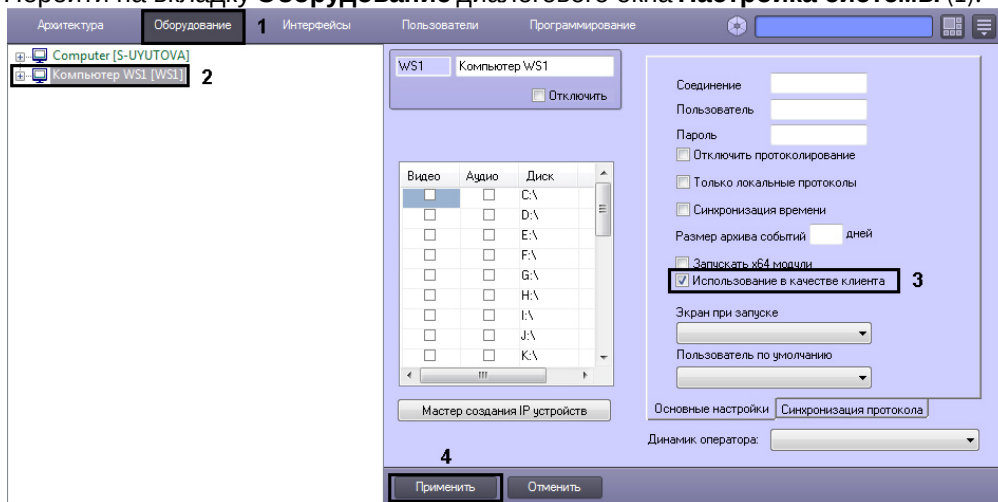 Перейти на вкладку Оборудование диалогового окна Настройка системы (1).
Архитектура Оборудование 1 Интерфейсы Пользователи Программирование
Computer [S-UYUTOVA]
Компьютер WS1 [WS1] 2
WS1 Компьютер WS1
Отключить
Видео Аудио Диск
C:\
D:\
E:\
F:\
G:\
H:\
I:\
J:\
K:\
Мастер создания IP устройств
Соединение
Пользователь
Пароль
Отключить протоколирование
Только локальные протоколы
Синхронизация времени
Размер архива событий дней
Запускать x64 модули
Использование в качестве клиента 3
Экран при запуске
Пользователь по умолчанию
Основные настройки Синхронизация протокола
Динамик оператора:
4
Применить Отменить